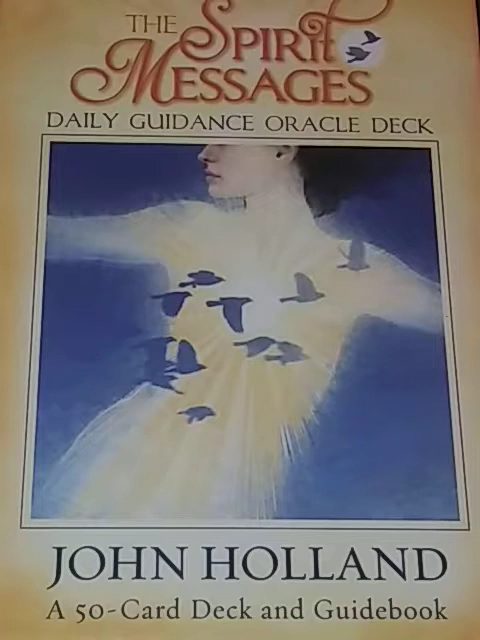 THE SPIRIT
MESSAGES
DAILY GUIDANCE ORACLE DECK
JOHN HOLLAND
A 50-Card Deck and Guidebook